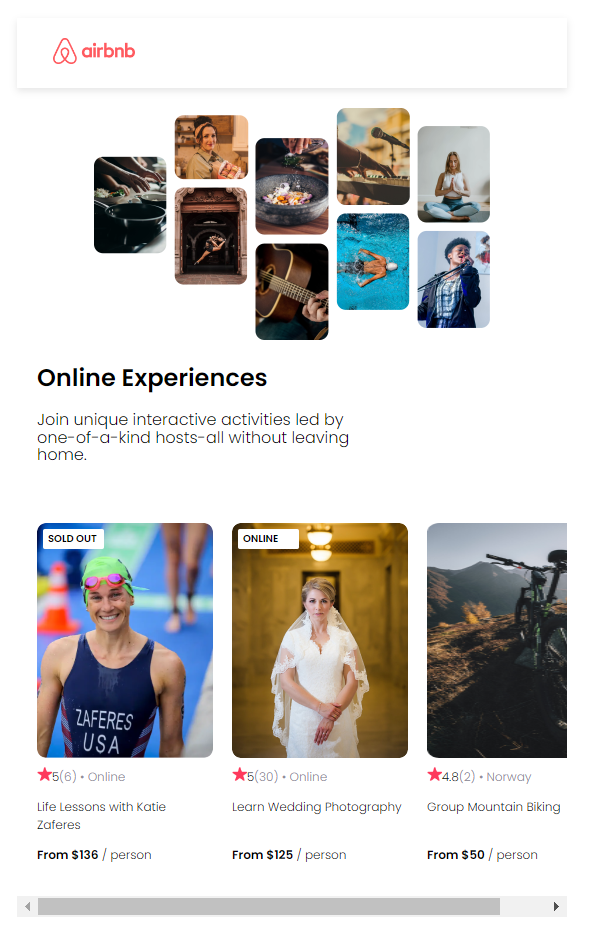 airbnb
Online Experiences
Join unique interactive activities led by
one-of-a-kind hosts-all without leaving
home.
SOLD OUT
ZAFERES
USA
5(6) • Online
Life Lessons with Katie
Zaferes
From $136 / person
ONLINE
5(30) • Online
Learn Wedding Photography
From $125 / person
4.8(2) • Norway
Group Mountain Biking
From $50 / person